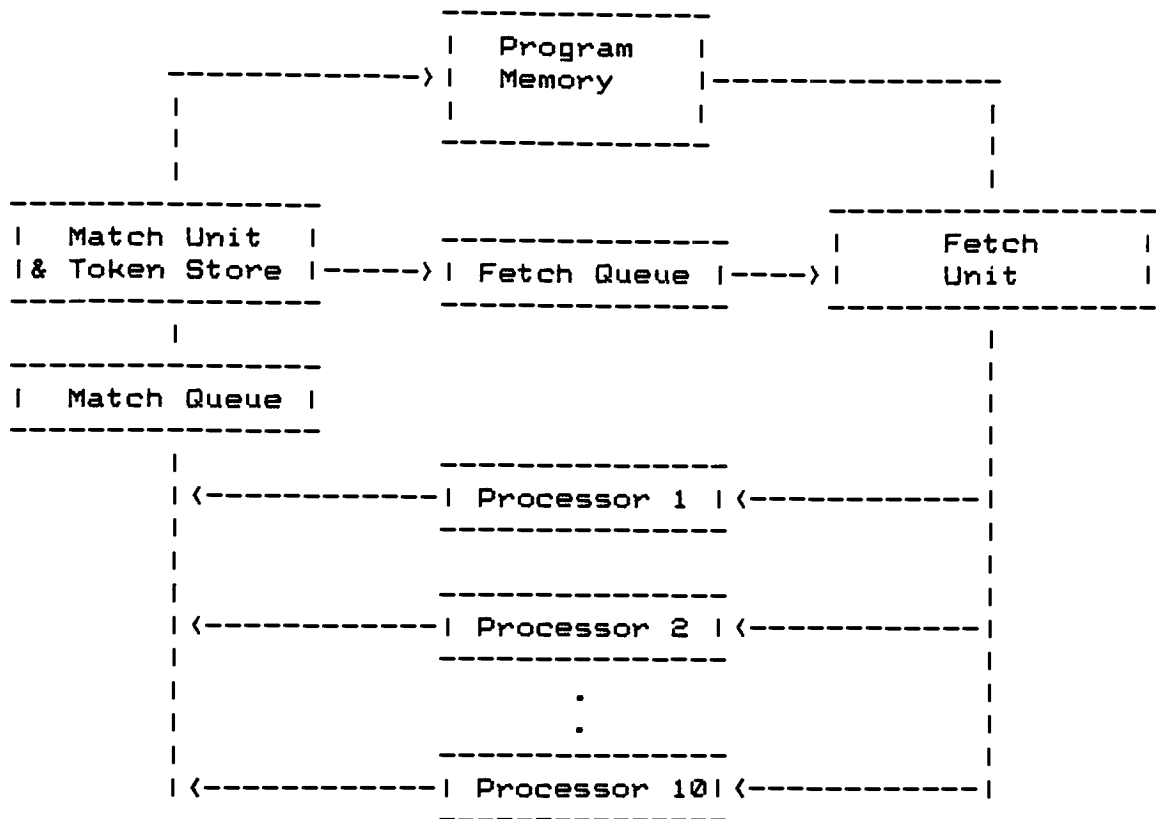 Program
Memory
Match Unit
& Token Store
Fetch Queue
Fetch
Unit
Match Queue
Processor 1
Processor 2
.
.
Processor 10